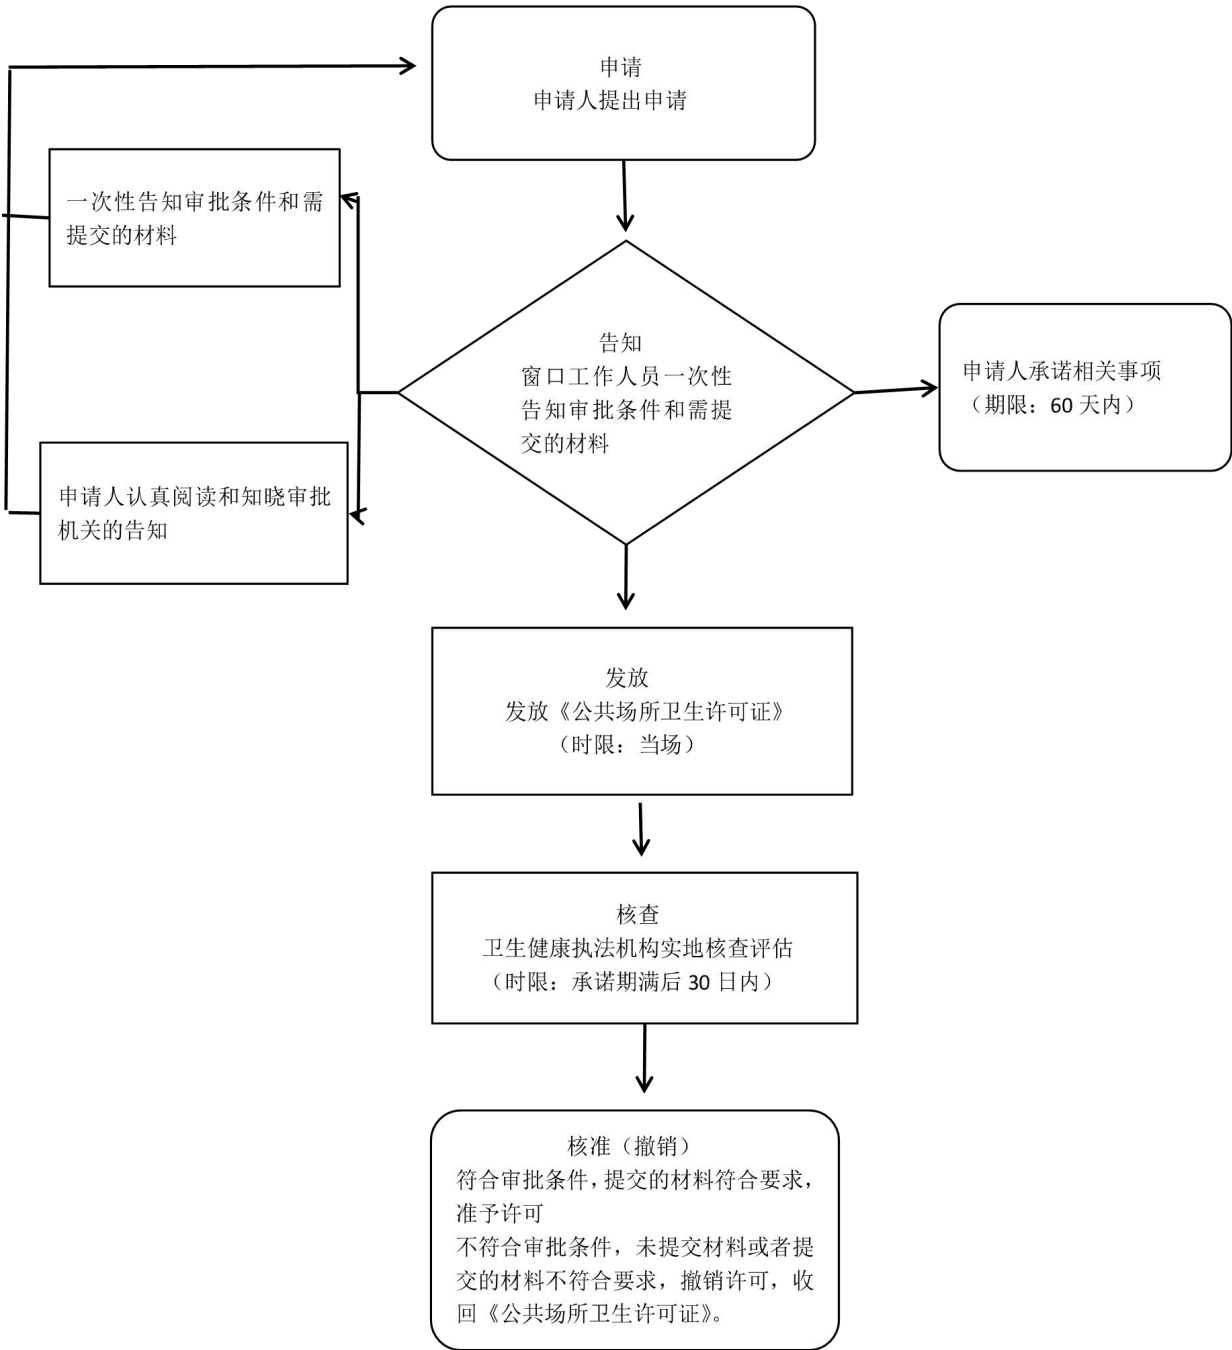 申请
申请人提出申请
一次性告知审批条件和需
提交的材料
告知
窗口工作人员一次性
告知审批条件和需提
交的材料
申请人承诺相关事项
（期限：60 天内）
申请人认真阅读和知晓审批
机关的告知
发放
发放《公共场所卫生许可证》
（时限：当场）
核查
卫生健康执法机构实地核查评估
（时限：承诺期满后 30 日内）
核准（撤销）
符合审批条件，提交的材料符合要求，
准予许可
不符合审批条件，未提交材料或者提
交的材料不符合要求，撤销许可，收
回《公共场所卫生许可证》。